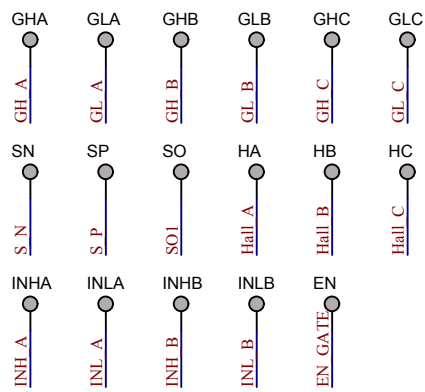 GHA GLA GHB GLB GHC GLC
GH_A GL_A GH_B GL_B GH_C GL_C
SN SP SO HA HB HC
S_N S_P SO1 Hall_A Hall_B Hall_C
INHA INLA INHB INLB EN
INH_A INL_A INH_B INL_B EN_GATE